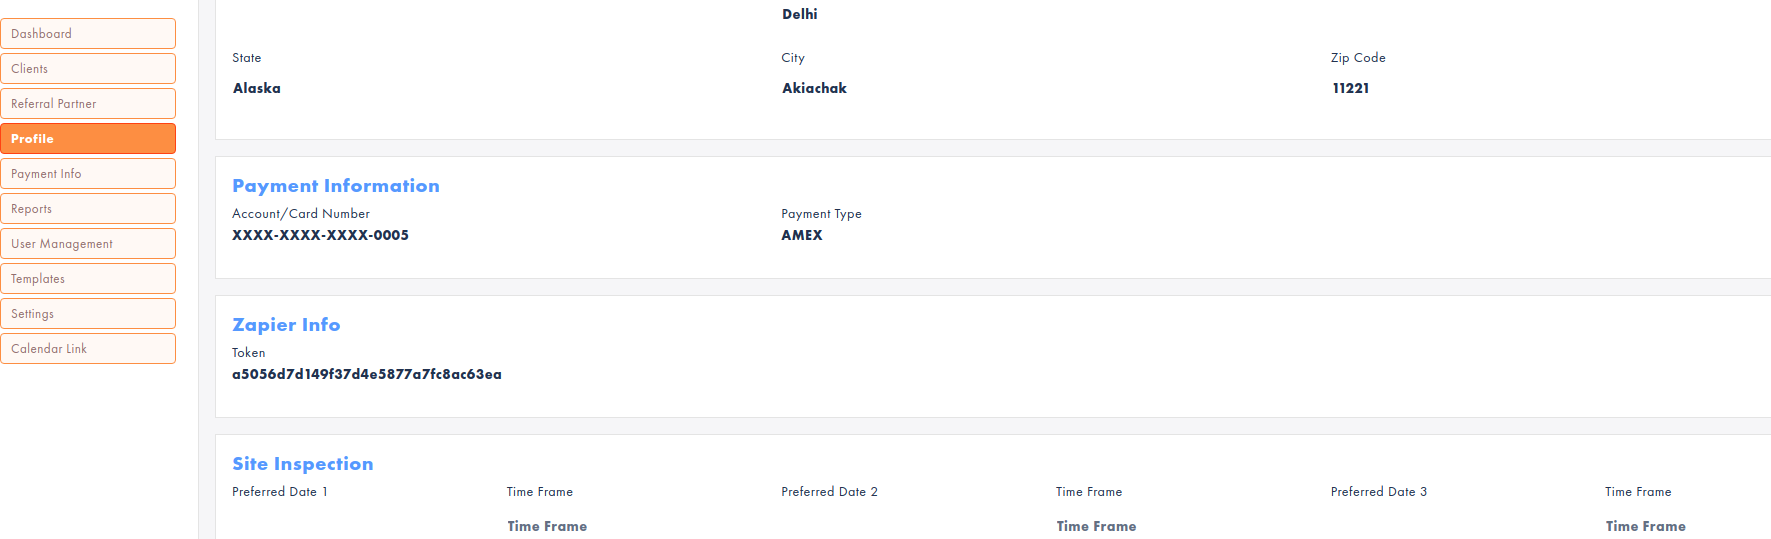 Dashboard
Clients
Referral Partner
Profile
Payment Info
Reports
User Management
Templates
Settings
Calendar Link
Delhi
State City Zip Code
Alaska Akiachak 11221
Payment Information
Account/Card Number Payment Type
XXXX-XXXX-XXXX-0005 AMEX
Zapier Info
Token
a5056d7d149f37d4e5877a7fc8ac63ea
Site Inspection
Preferred Date 1 Time Frame Preferred Date 2 Time Frame Preferred Date 3 Time Frame
Time Frame Time Frame Time Frame